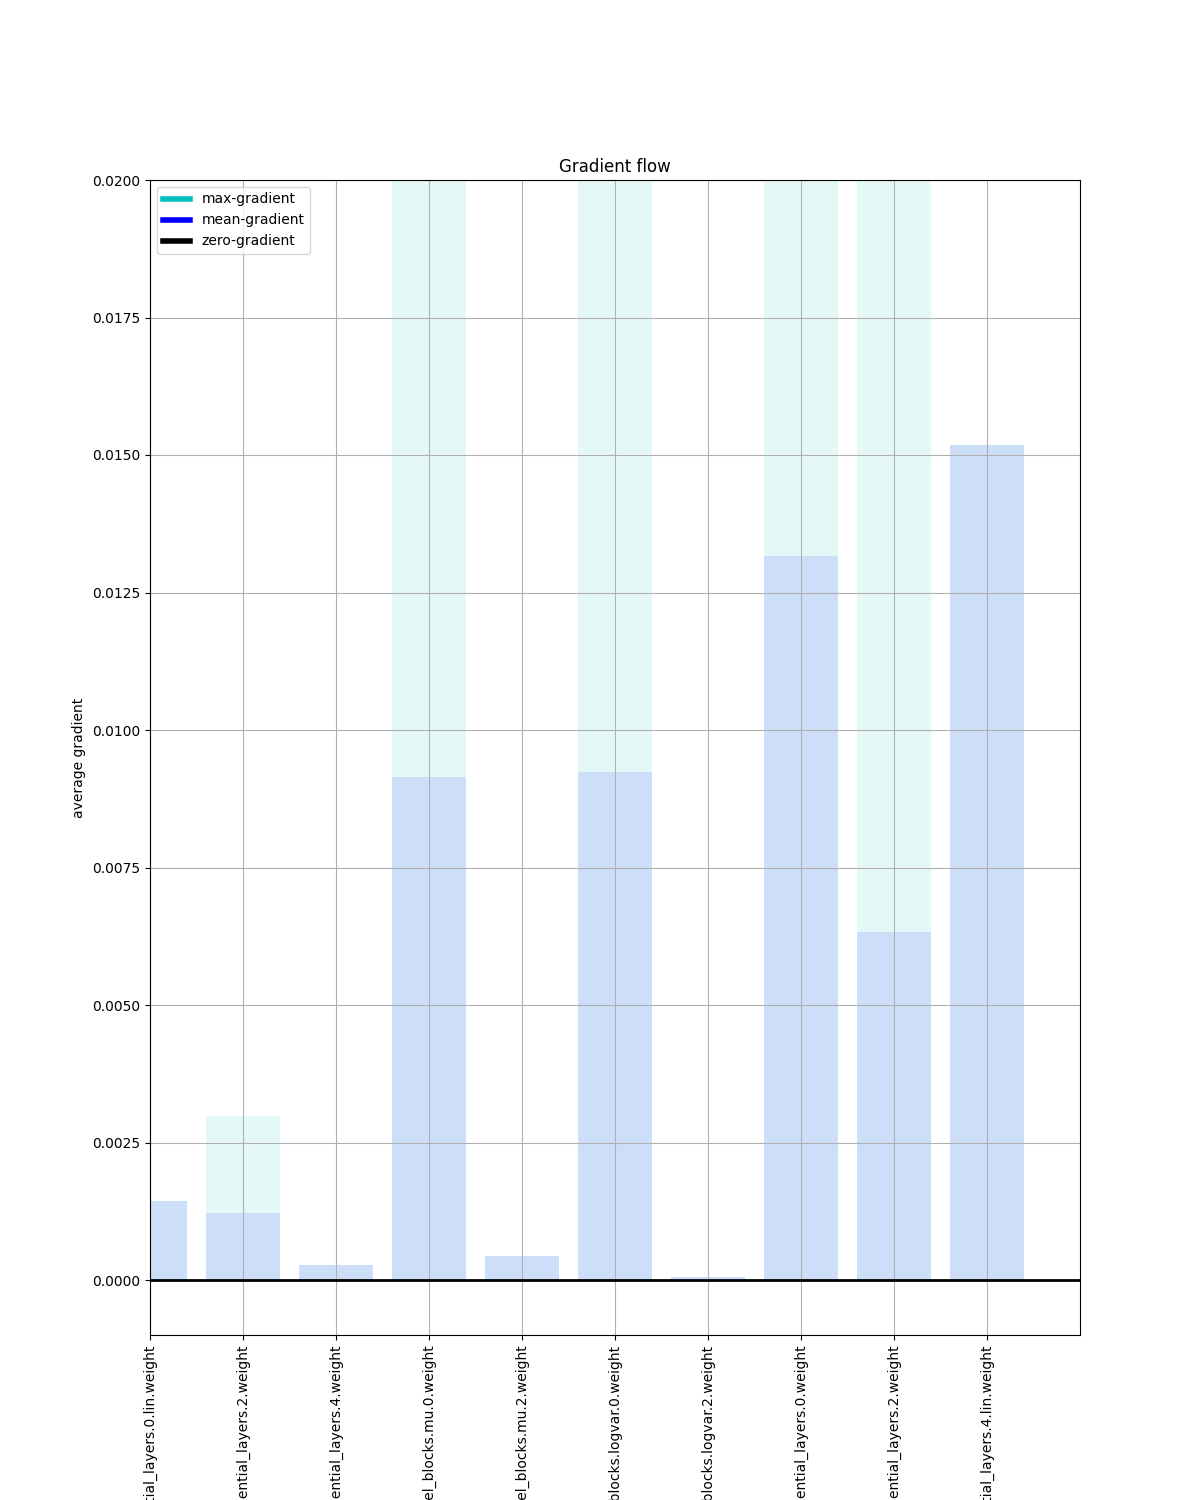 Gradient flow
max-gradient
mean-gradient
zero-gradient
0.0200
0.0175
0.0150
0.0125
0.0100
0.0075
0.0050
0.0025
0.0000
average gradient
tial_layers.0.lin.weight
ential_layers.2.weight
ential_layers.4.weight
el_blocks.mu.0.weight
el_blocks.mu.2.weight
blocks.logvar.0.weight
blocks.logvar.2.weight
ential_layers.0.weight
ential_layers.2.weight
tial_layers.4.lin.weight